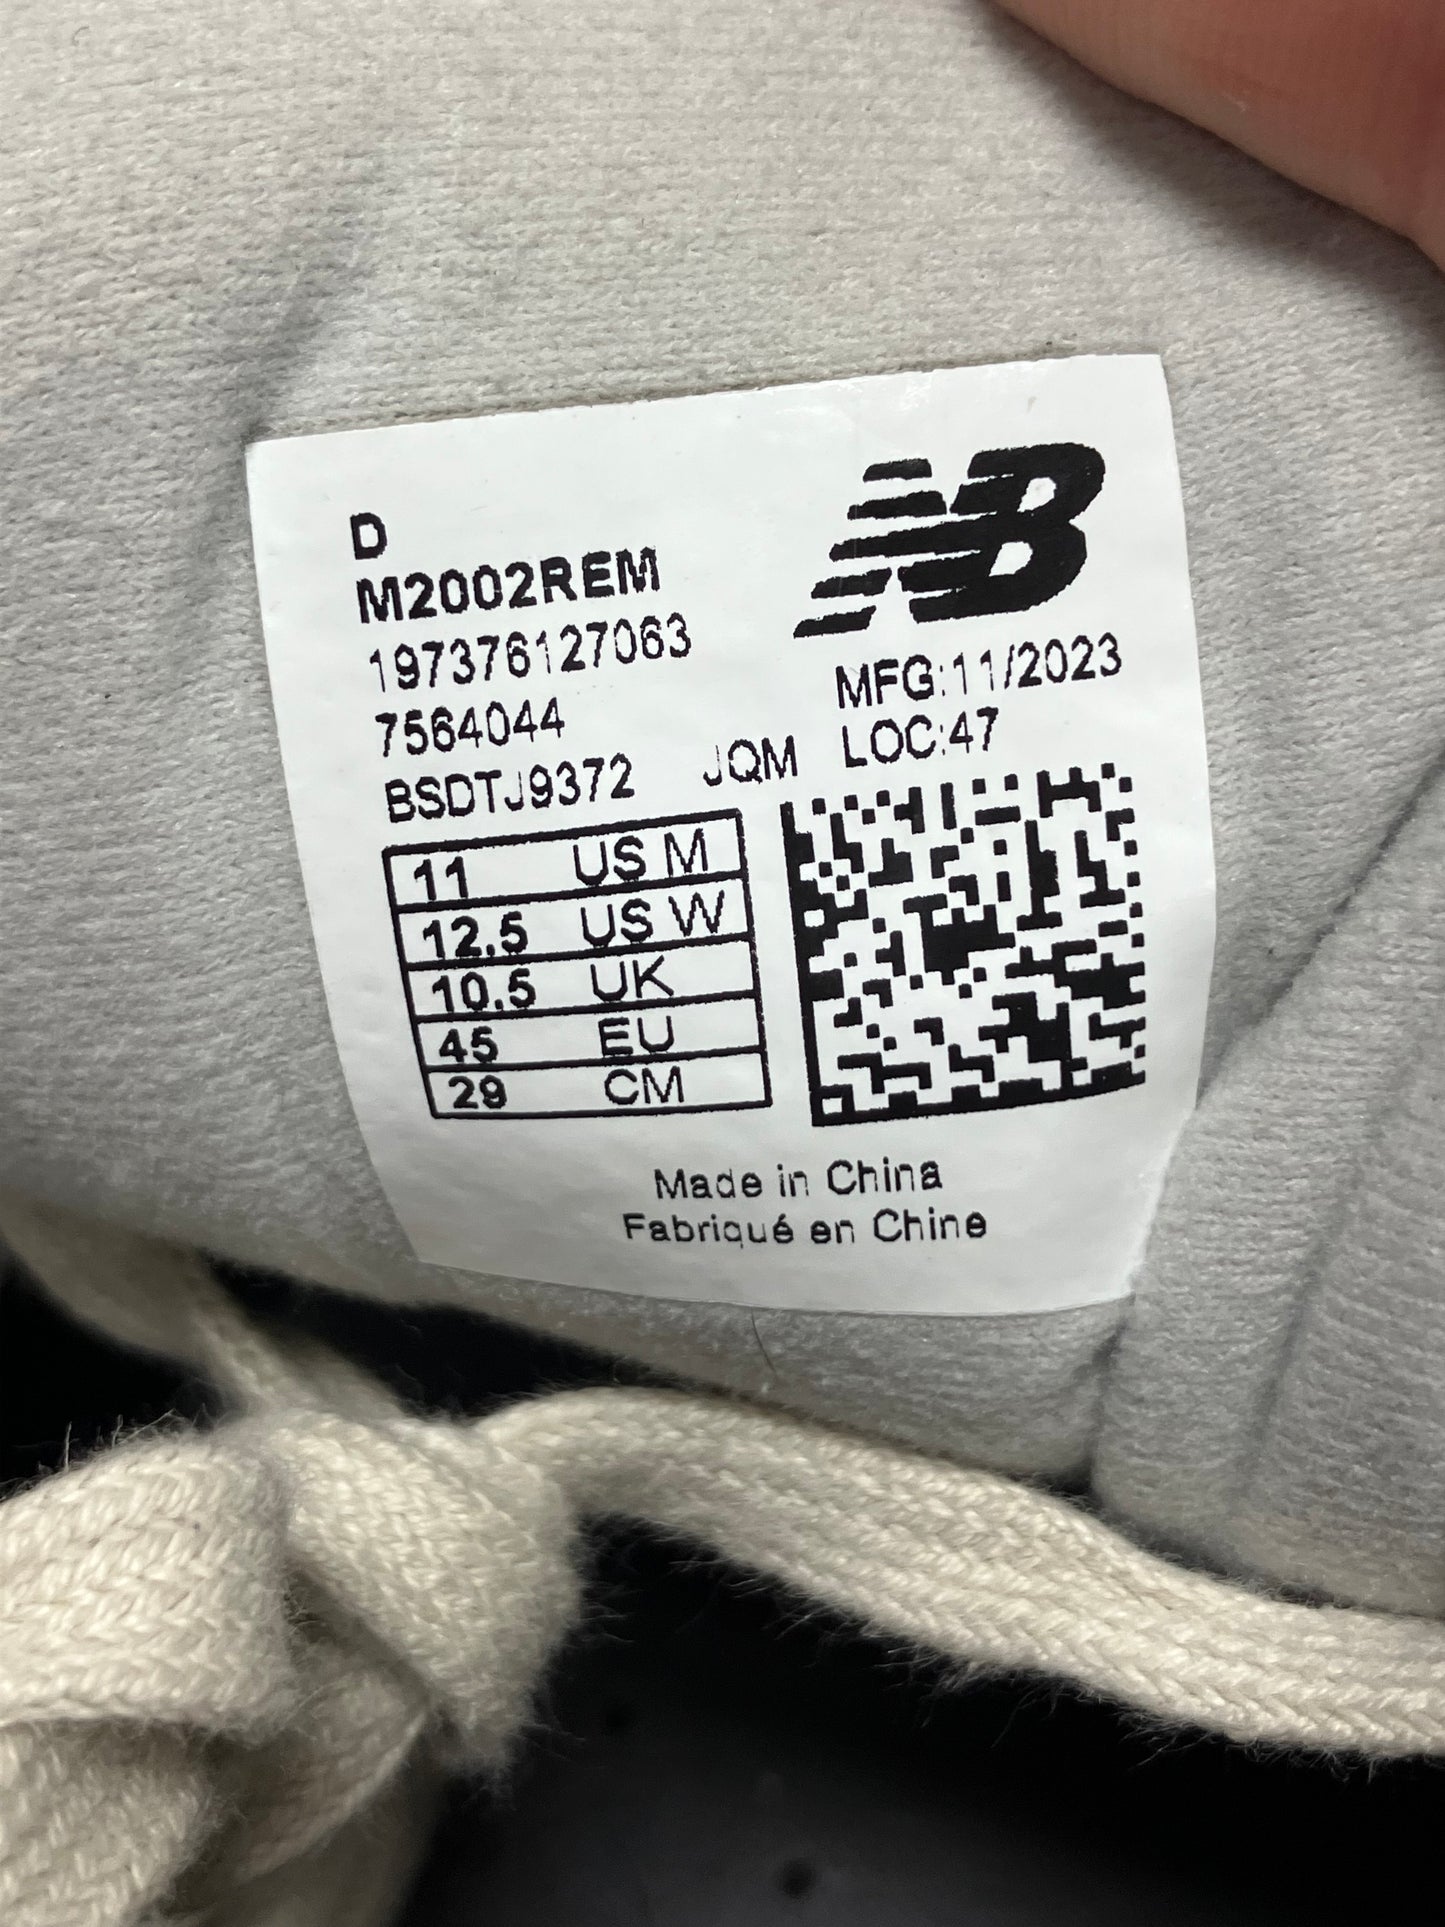 NB
D
M2002REM
197376127063
7564044
MFG:11/2023
BSDTJ9372 JQM LOC:47
11 US M
12.5 US W
10.5 UK
45 EU
29 CM
Made in China
Fabriqué en Chine